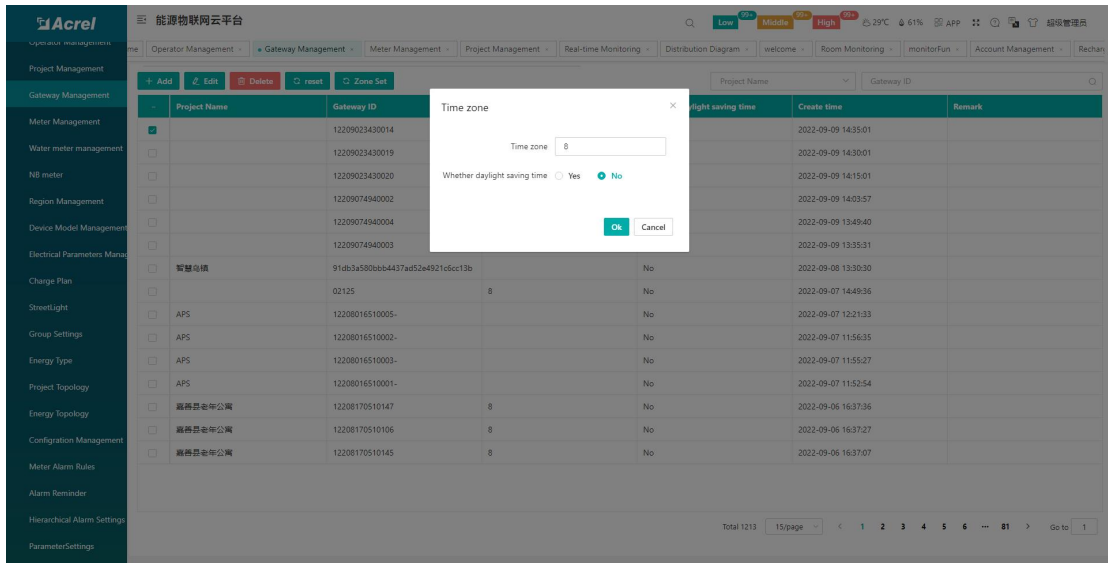 Acrel
能源物联网云平台
Low 99+ Middle 99+ High 99+ 29℃ 61% APP 超级管理员
Operator Management
me Operator Management × Gateway Management × Meter Management × Project Management × Real-time Monitoring × Distribution Diagram × welcome × Room Monitoring × monitorFun × Account Management × Rechar
Project Management
Gateway Management
Meter Management
Water meter management
NB meter
Region Management
Device Model Management
Electrical Parameters Manag
Charge Plan
StreetLight
Group Settings
Energy Type
Project Topology
Energy Topology
Configration Management
Meter Alarm Rules
Alarm Reminder
Hierarchical Alarm Settings
ParameterSettings
+ Add Edit Delete reset Zone Set Project Name Gateway ID
Project Name Gateway ID ylight saving time Create time Remark
12209023430014 2022-09-09 14:35:01
12209023430019 2022-09-09 14:30:01
12209023430020 2022-09-09 14:15:01
12209074940002 2022-09-09 14:03:57
12209074940004 2022-09-09 13:49:40
12209074940003 2022-09-09 13:35:31
智慧乌镇 91db3a580bbb4437ad52e4921c6cc13b No 2022-09-08 13:30:30
02125 8 No 2022-09-07 14:49:36
APS 12208016510005- No 2022-09-07 12:21:33
APS 12208016510002- No 2022-09-07 11:56:35
APS 12208016510003- No 2022-09-07 11:55:27
APS 12208016510001- No 2022-09-07 11:52:54
嘉善县老年公寓 12208170510147 8 No 2022-09-06 16:37:36
嘉善县老年公寓 12208170510106 8 No 2022-09-06 16:37:27
嘉善县老年公寓 12208170510145 8 No 2022-09-06 16:37:07
Time zone ×
Time zone 8
Whether daylight saving time Yes No
Ok Cancel
Total 1213 15/page < 1 2 3 4 5 6 ··· 81 > Go to 1